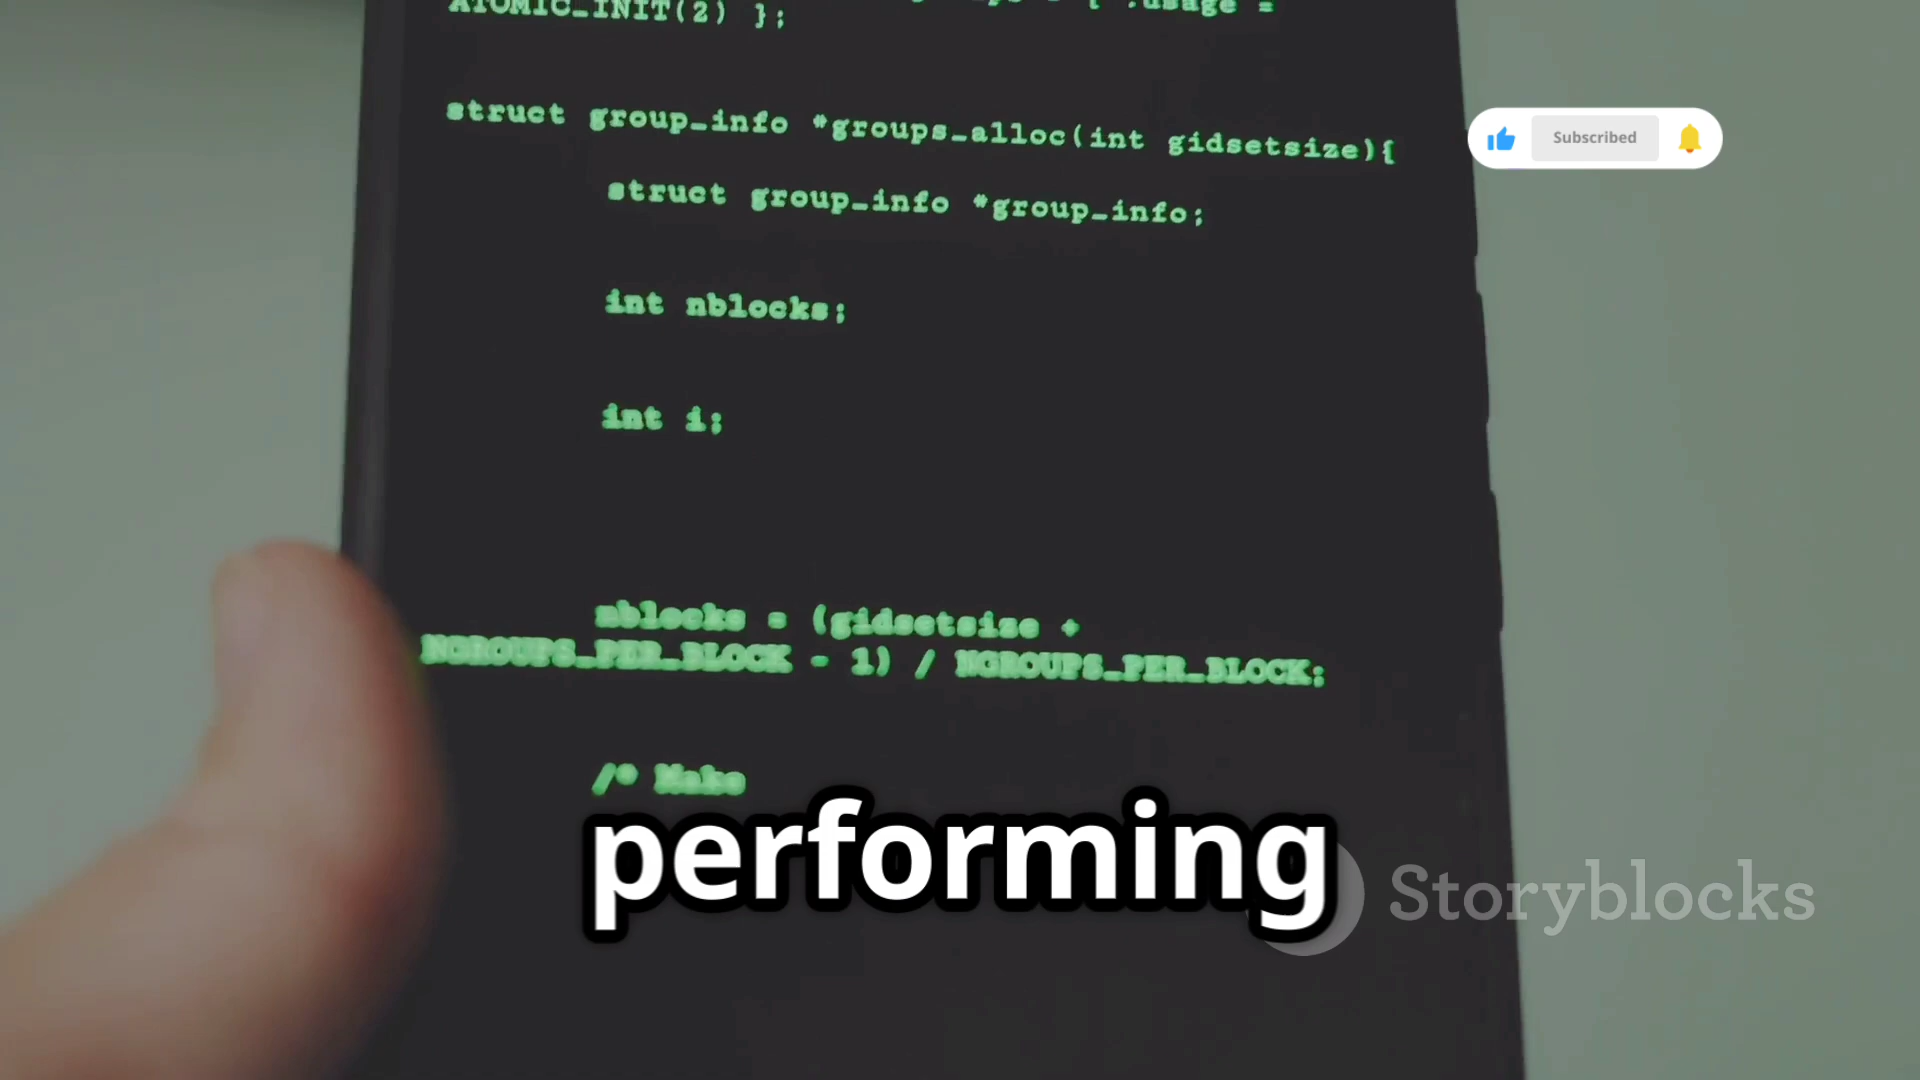 ATOMIC_INIT(2) };
.usage =
struct group_info *groups_alloc(int gidsetsize){
struct group_info *group_info;
int nblocks;
int i;
nblocks = (gidsetsize +
NGROUPS_PER_BLOCK - 1) / NGROUPS_PER_BLOCK;
/* Make
performing
Subscribed
Storyblocks